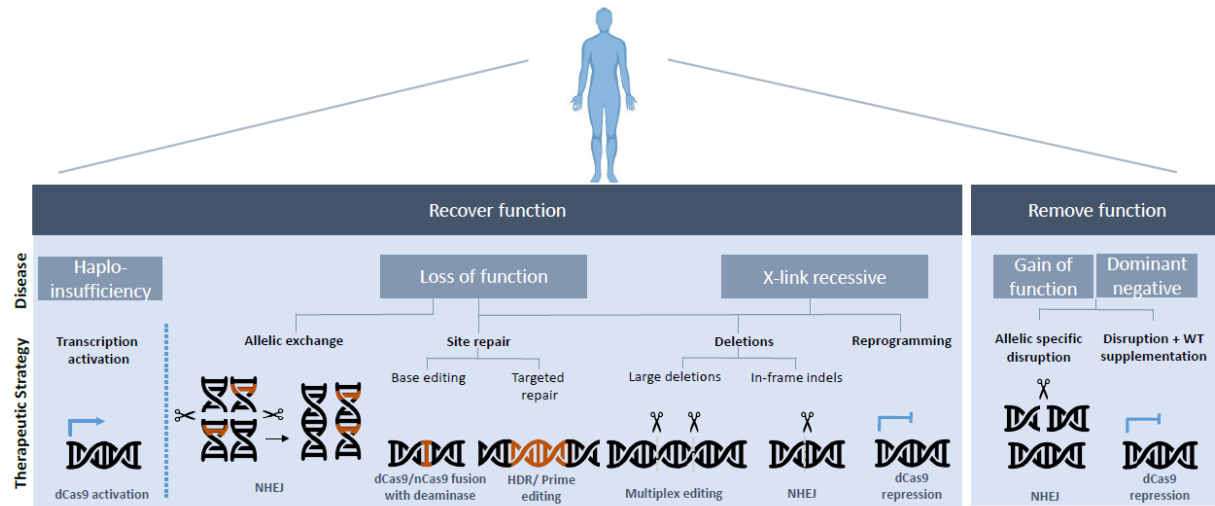 Recover function
Remove function
Disease
Haplo-
insufficiency
Loss of function
X-link recessive
Gain of
function
Dominant
negative
Therapeutic Strategy
Transcription
activation
Allelic exchange
Site repair
Deletions
Reprogramming
Allelic specific
disruption
Disruption + WT
supplementation
Base editing
Targeted
repair
Large deletions
In-frame indels
dCas9 activation
NHEJ
dCas9/nCas9 fusion
with deaminase
HDR/ Prime
editing
Multiplex editing
NHEJ
dCas9
repression
NHEJ
dCas9
repression